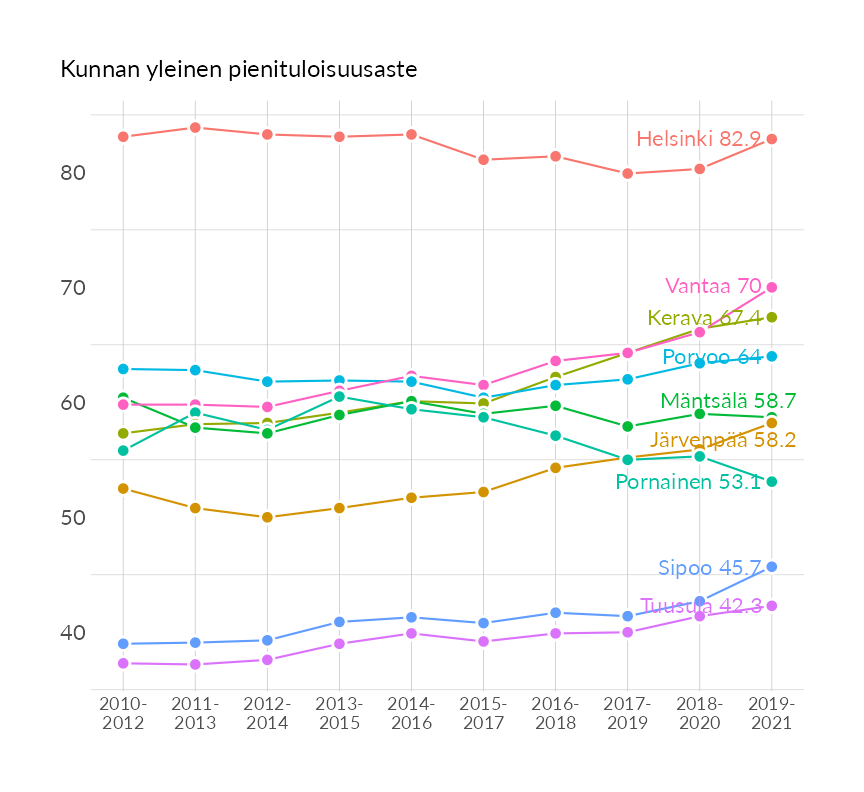 Kunnan yleinen pienituloisuusaste
Helsinki 82.9
80
70
Vantaa 70
Kerava 67.4
Porvoo 64
60
Mäntsälä 58.7
Järvenpää 58.2
Pornainen 53.1
50
Sipoo 45.7
Tuusula 42.3
40
2010- 2011- 2012- 2013- 2014- 2015- 2016- 2017- 2018- 2019-
2012 2013 2014 2015 2016 2017 2018 2019 2020 2021